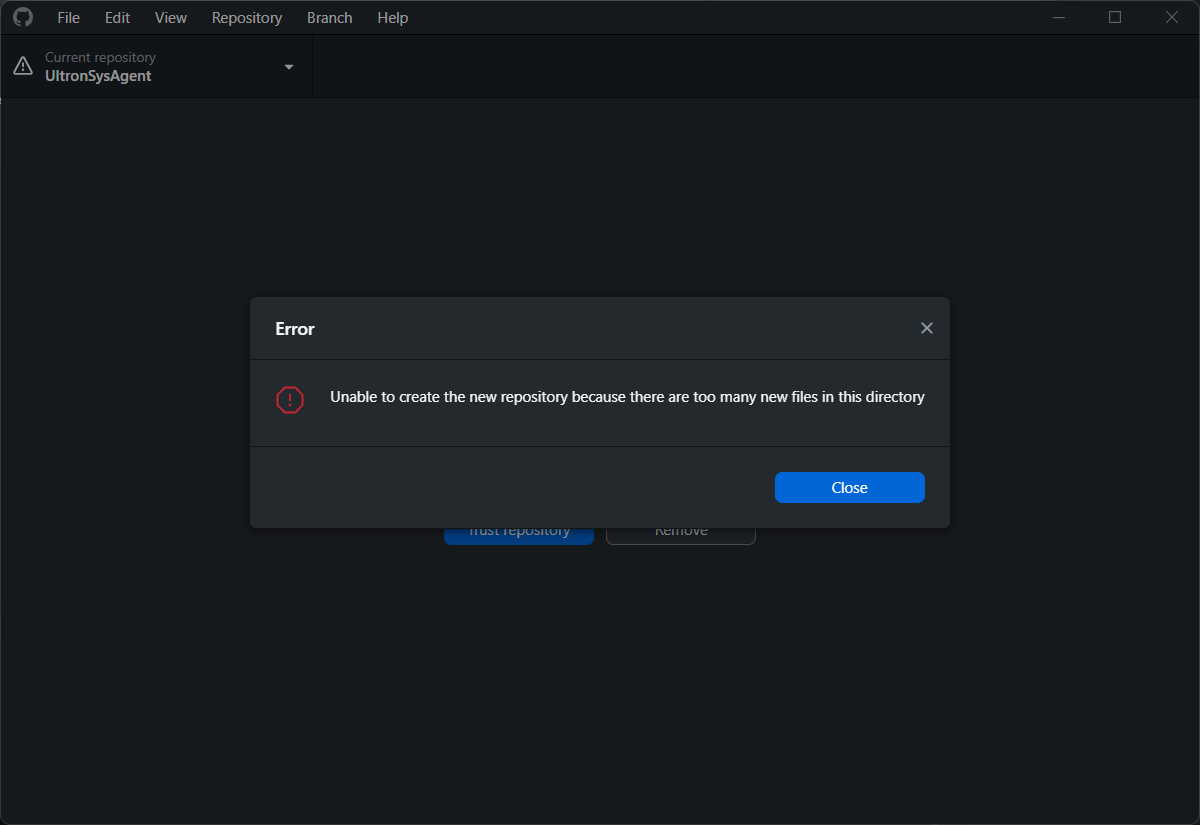 File Edit View Repository Branch Help
Current repository
UltronSysAgent
Error
Unable to create the new repository because there are too many new files in this directory
Close
Trust repository Remove